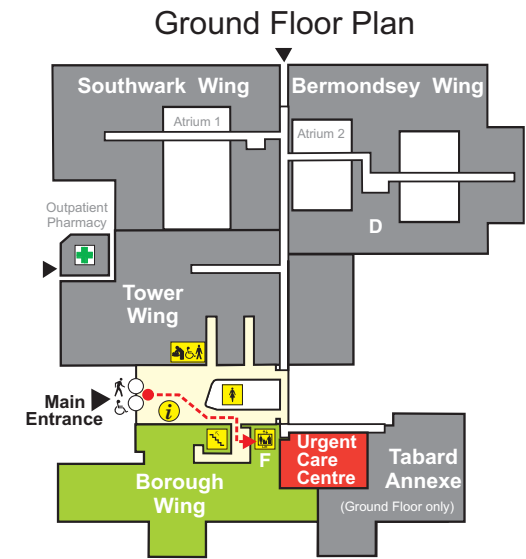 Ground Floor Plan
Southwark Wing
Bermondsey Wing
Atrium 1
Atrium 2
Outpatient
Pharmacy
D
Tower
Wing
Main
Entrance
i
F
Urgent
Care
Centre
Tabard
Annexe
(Ground Floor only)
Borough
Wing